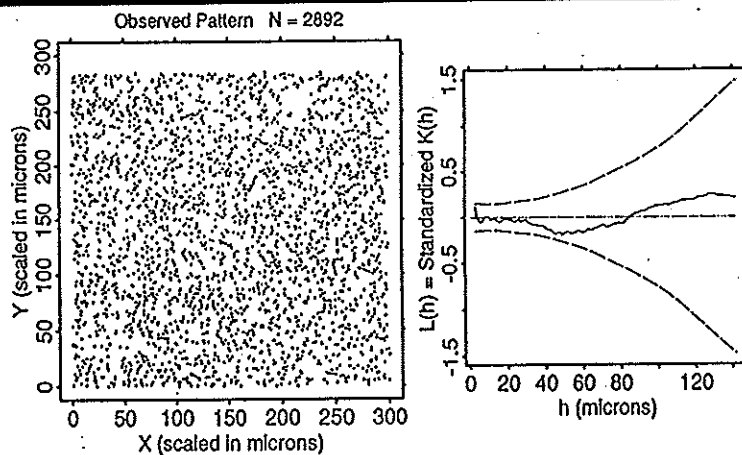 Observed Pattern N = 2892
300
250
200
150
100
50
0
Y (scaled in microns)
0 50 100 150 200 250 300
X (scaled in microns)
1.5
0.5
-0.5
-1.5
L(h) = Standardized K(h)
0 20 40 60 80 120
h (microns)